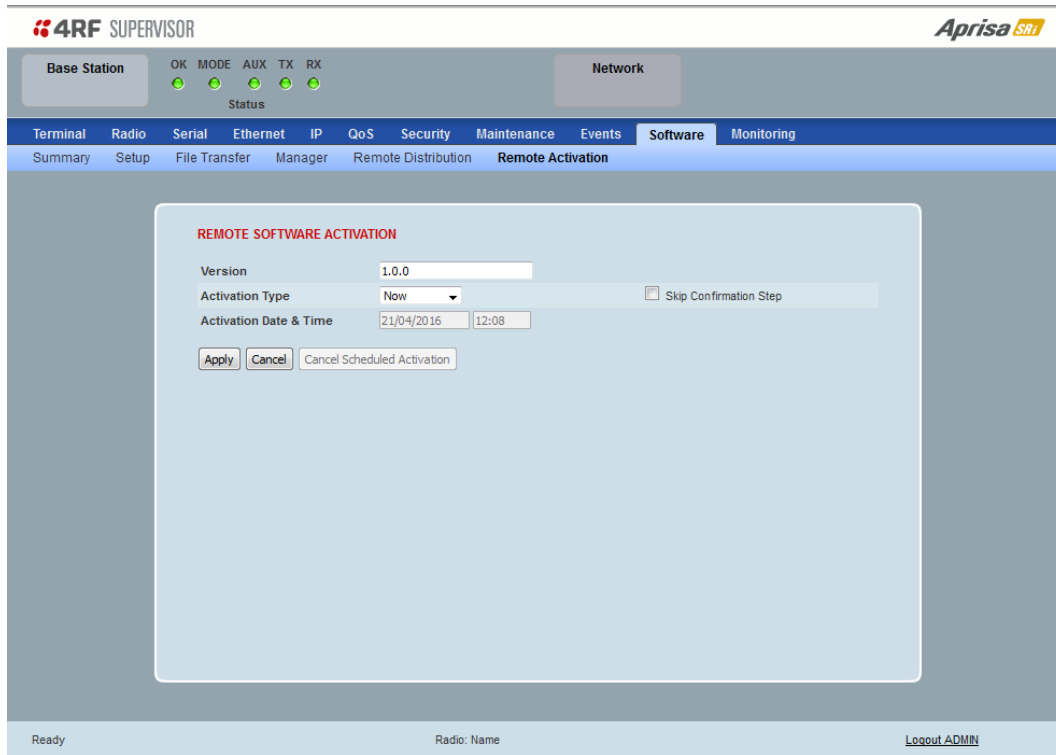 4RF SUPERVISOR
Aprisa SRi
Base Station
OK MODE AUX TX RX
Status
Network
Terminal Radio Serial Ethernet IP QoS Security Maintenance Events Software Monitoring
Summary Setup File Transfer Manager Remote Distribution Remote Activation
REMOTE SOFTWARE ACTIVATION
Version 1.0.0
Activation Type Now Skip Confirmation Step
Activation Date & Time 21/04/2016 12:08
Apply Cancel Cancel Scheduled Activation
Ready Radio: Name Logout ADMIN